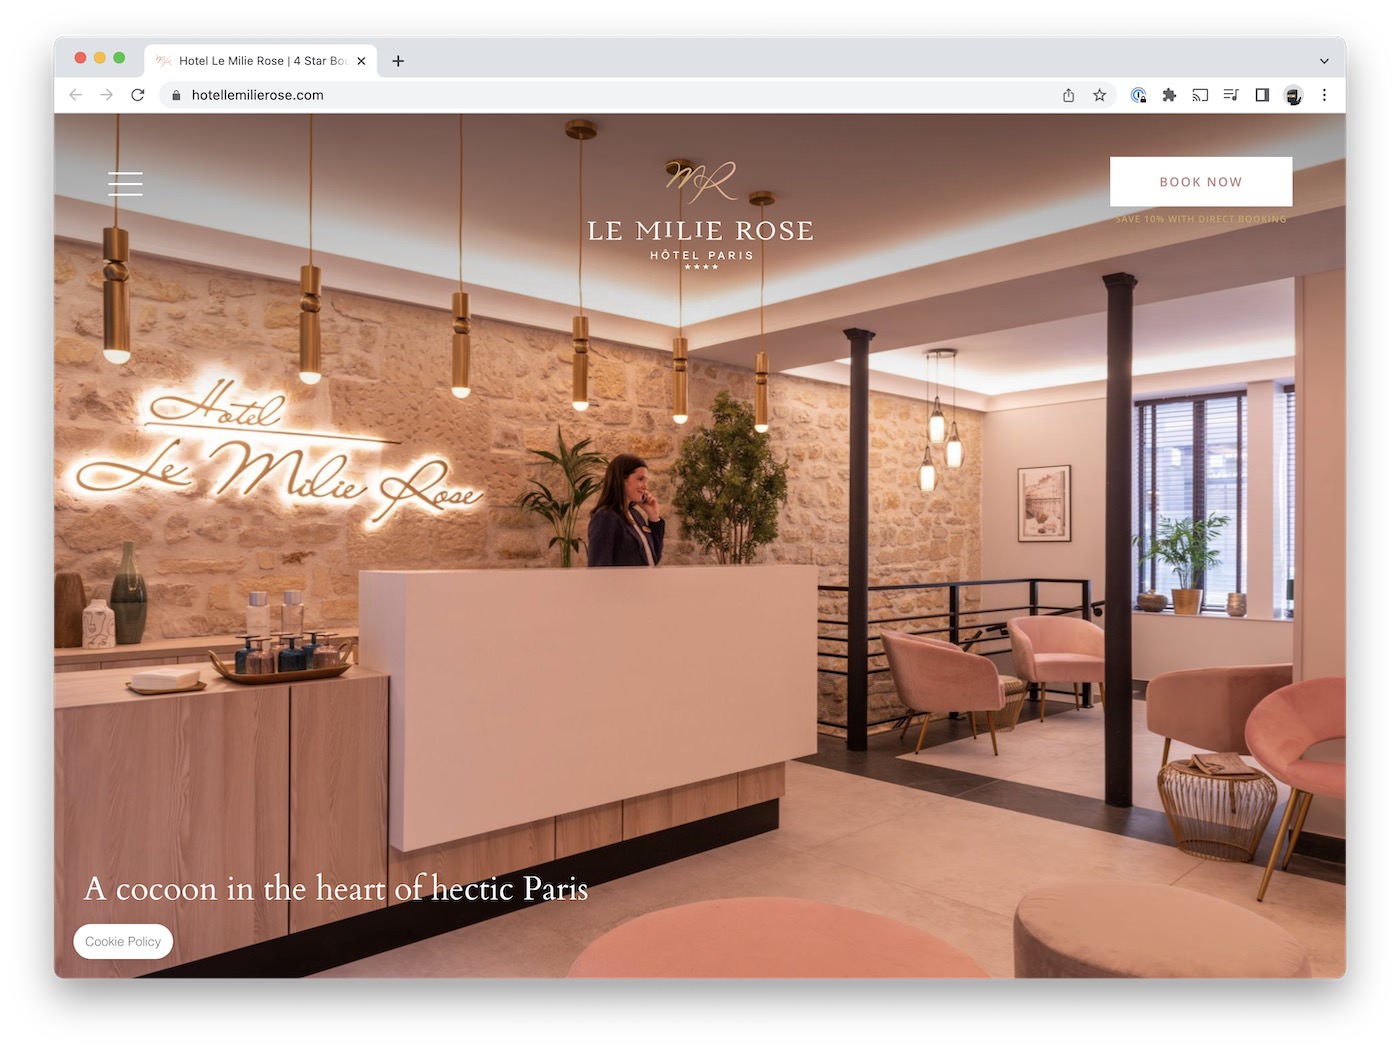 Hotel Le Milie Rose | 4 Star Bou
hotellemilierose.com
MR
LE MILIE ROSE
HÔTEL PARIS
★★★★
BOOK NOW
SAVE 10% WITH DIRECT BOOKING
Hotel
Le Milie Rose
A cocoon in the heart of hectic Paris
Cookie Policy